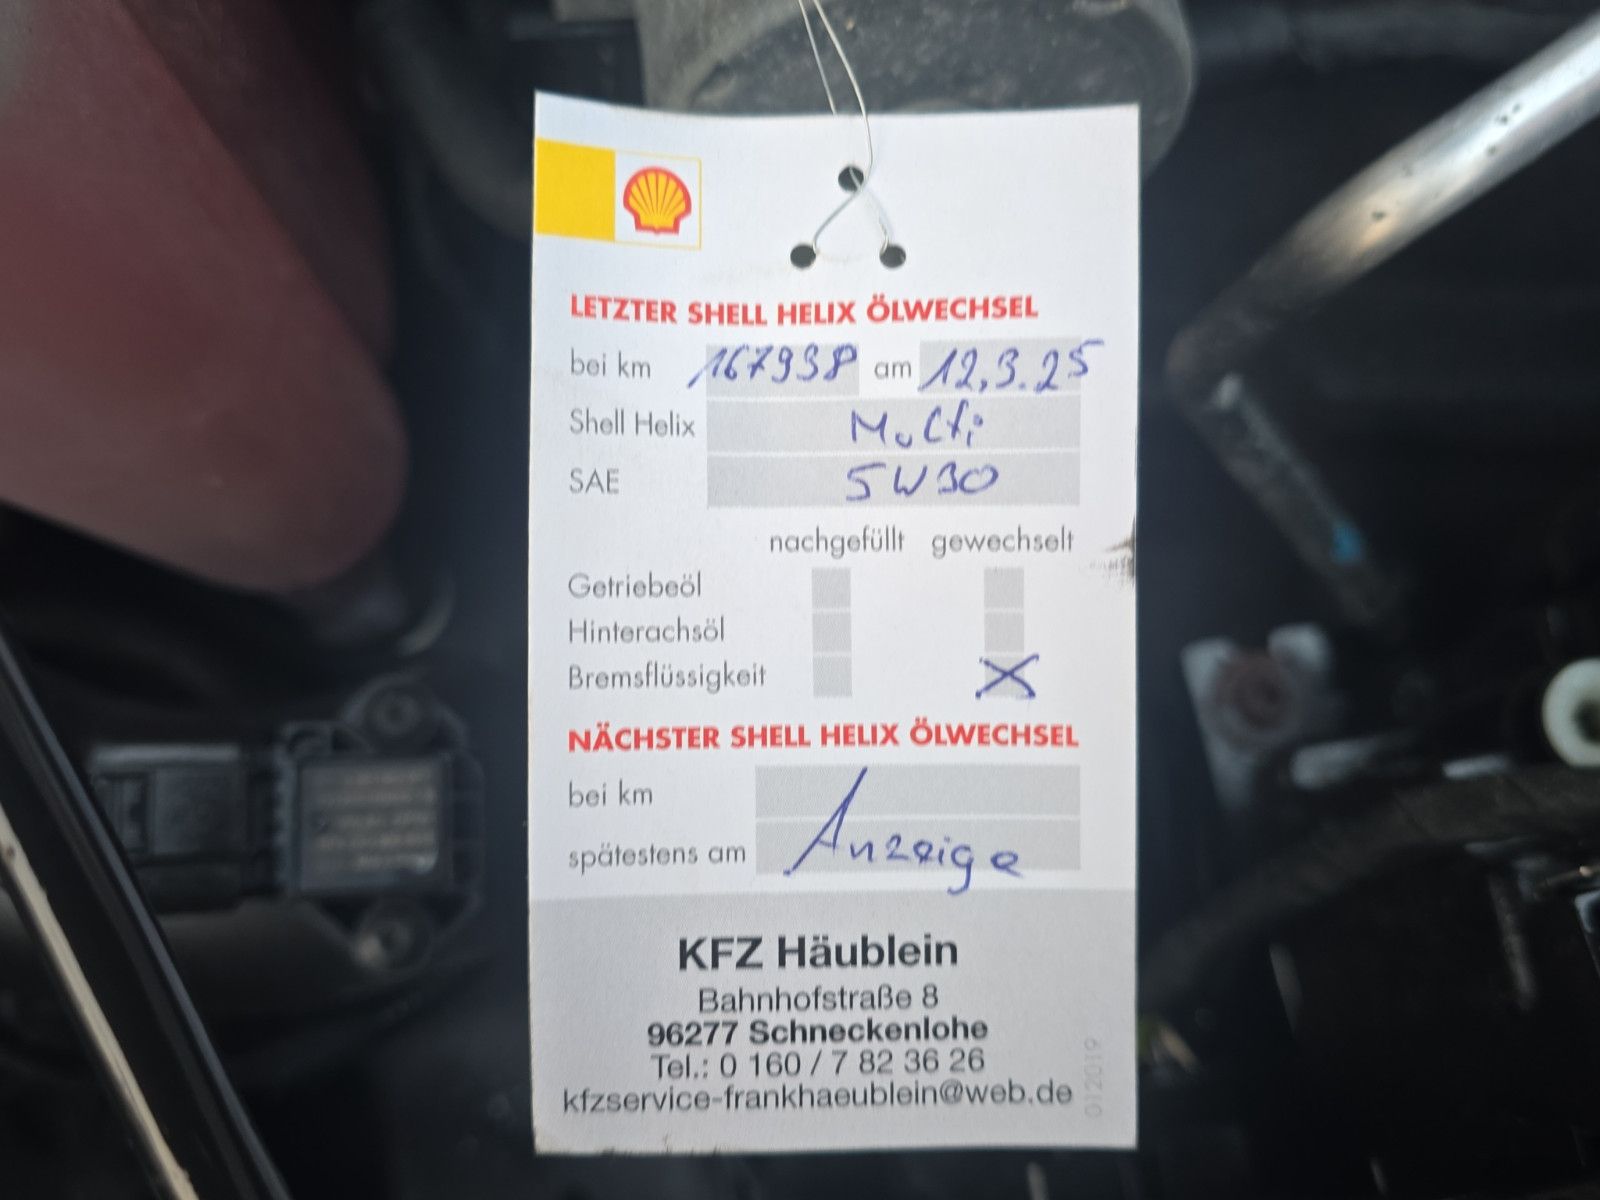 LETZTER SHELL HELIX ÖLWECHSEL
bei km 167938 am 12.3.25
Shell Helix Multi
SAE 5W30
nachgefüllt gewechselt
Getriebeöl
Hinterachsöl
Bremsflüssigkeit X
NÄCHSTER SHELL HELIX ÖLWECHSEL
bei km
spätestens am Anzeige
KFZ Häublein
Bahnhofstraße 8
96277 Schneckenlohe
Tel.: 0 160 / 7 82 36 26
kfzservice-frankhaeublein@web.de
012019